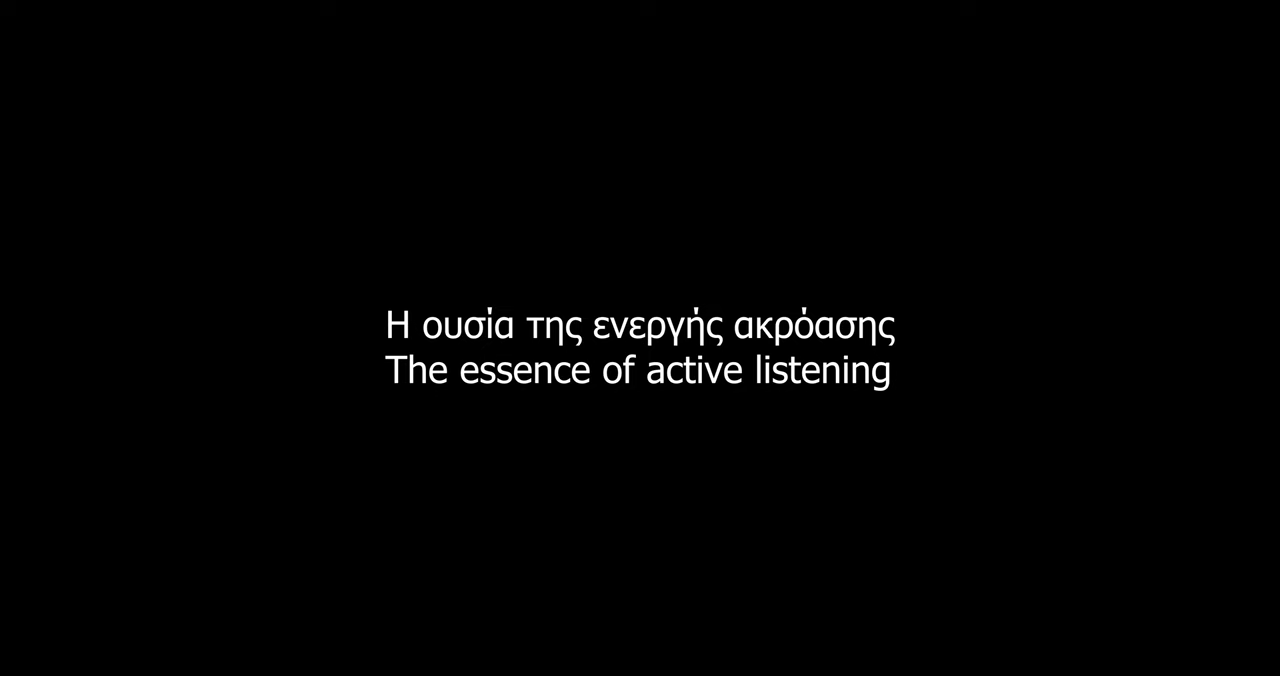 Η ουσία της ενεργής ακρόασης
The essence of active listening